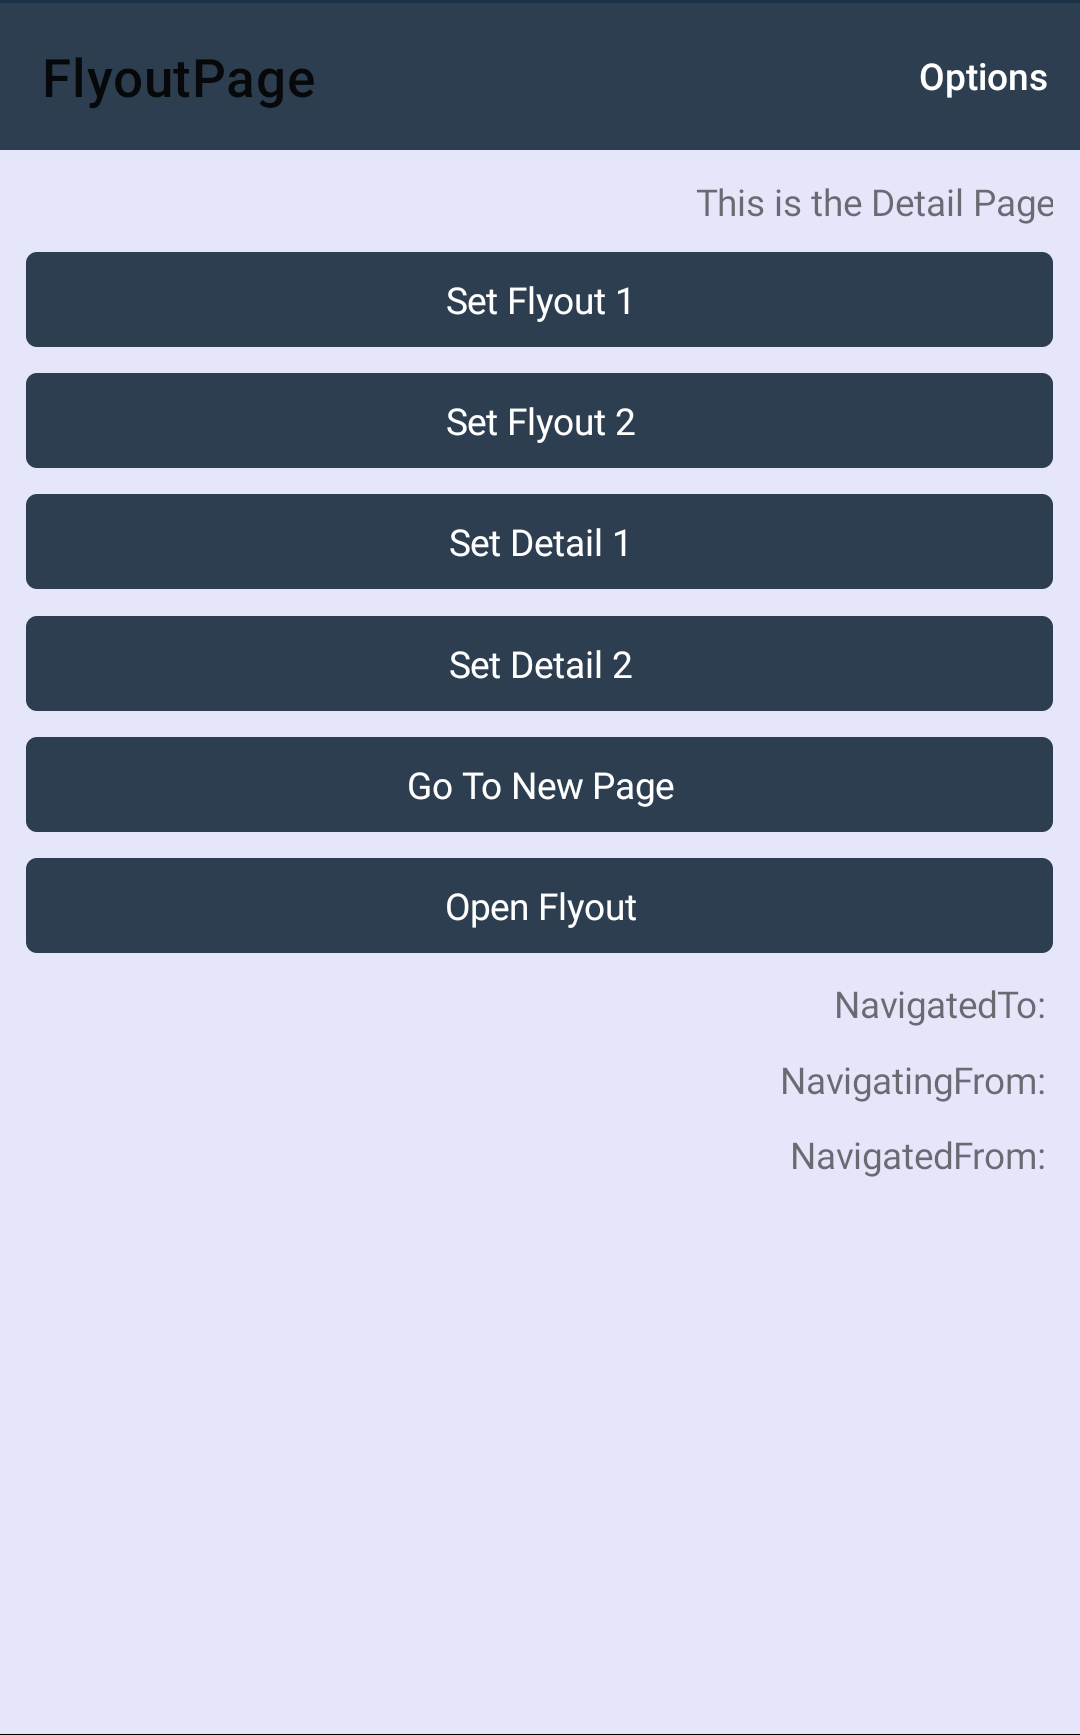 FlyoutPage
Options
This is the Detail Page
Set Flyout 1
Set Flyout 2
Set Detail 1
Set Detail 2
Go To New Page
Open Flyout
NavigatedTo:
NavigatingFrom:
NavigatedFrom: